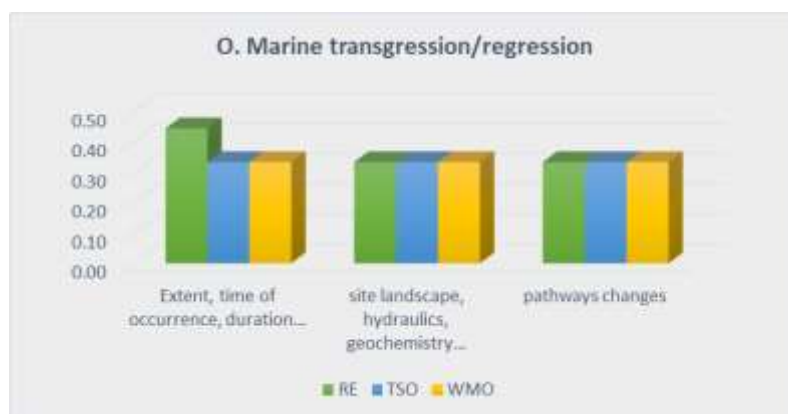 O. Marine transgression/regression
0.50
0.40
0.30
0.20
0.10
0.00
Extent, time of
occurrence, duration...
site landscape,
hydraulics,
geochemistry...
pathways changes
RE TSO WMO